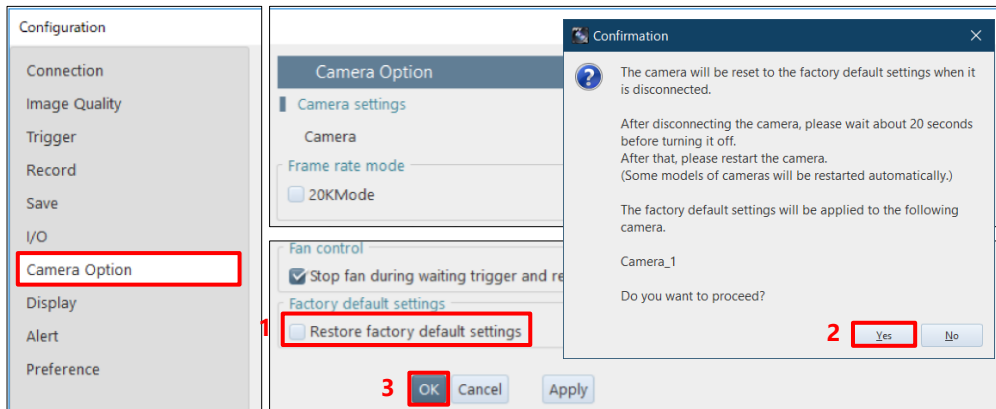 Configuration
Connection
Image Quality
Trigger
Record
Save
I/O
Camera Option
Display
Alert
Preference
Camera Option
Camera settings
Camera
Frame rate mode
20KMode
Fan control
Stop fan during waiting trigger and re
Factory default settings
1
Restore factory default settings
3
OK
Cancel
Apply
Confirmation
The camera will be reset to the factory default settings when it
is disconnected.
After disconnecting the camera, please wait about 20 seconds
before turning it off.
After that, please restart the camera.
(Some models of cameras will be restarted automatically.)
The factory default settings will be applied to the following
camera.
Camera_1
Do you want to proceed?
2
Yes
No